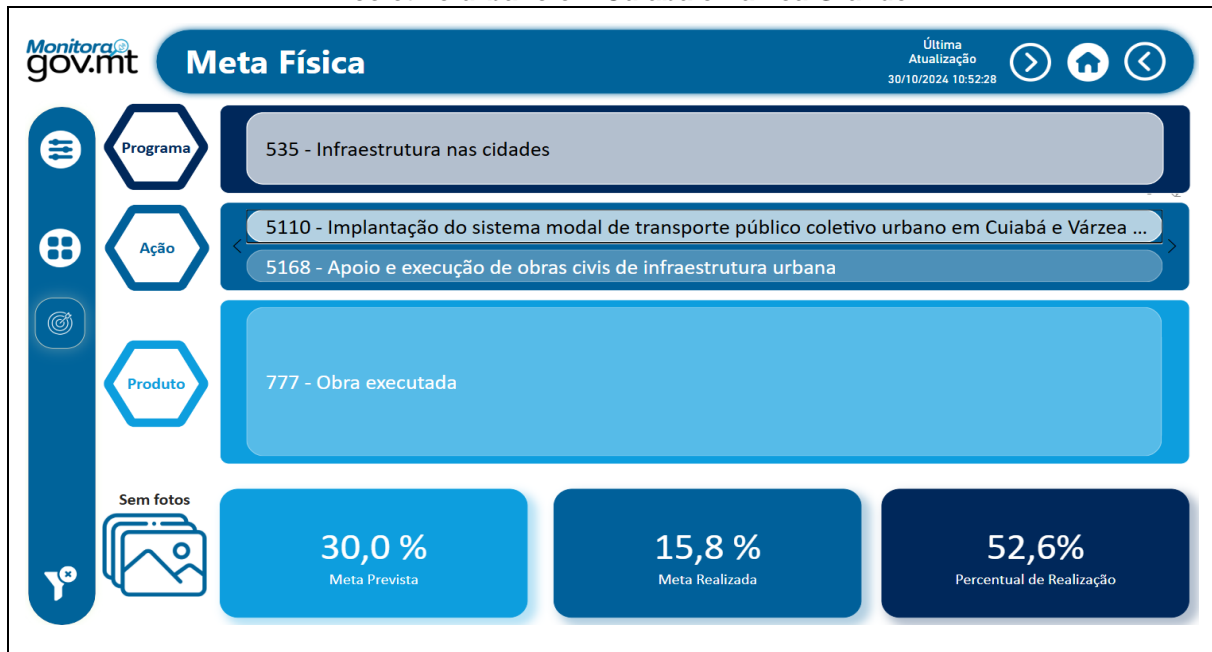 Monitora
gov.mt
Meta Física
Última
Atualização
30/10/2024 10:52:28
Programa
535 - Infraestrutura nas cidades
Ação
5110 - Implantação do sistema modal de transporte público coletivo urbano em Cuiabá e Várzea ...
5168 - Apoio e execução de obras civis de infraestrutura urbana
Produto
777 - Obra executada
Sem fotos
30,0 %
Meta Prevista
15,8 %
Meta Realizada
52,6%
Percentual de Realização